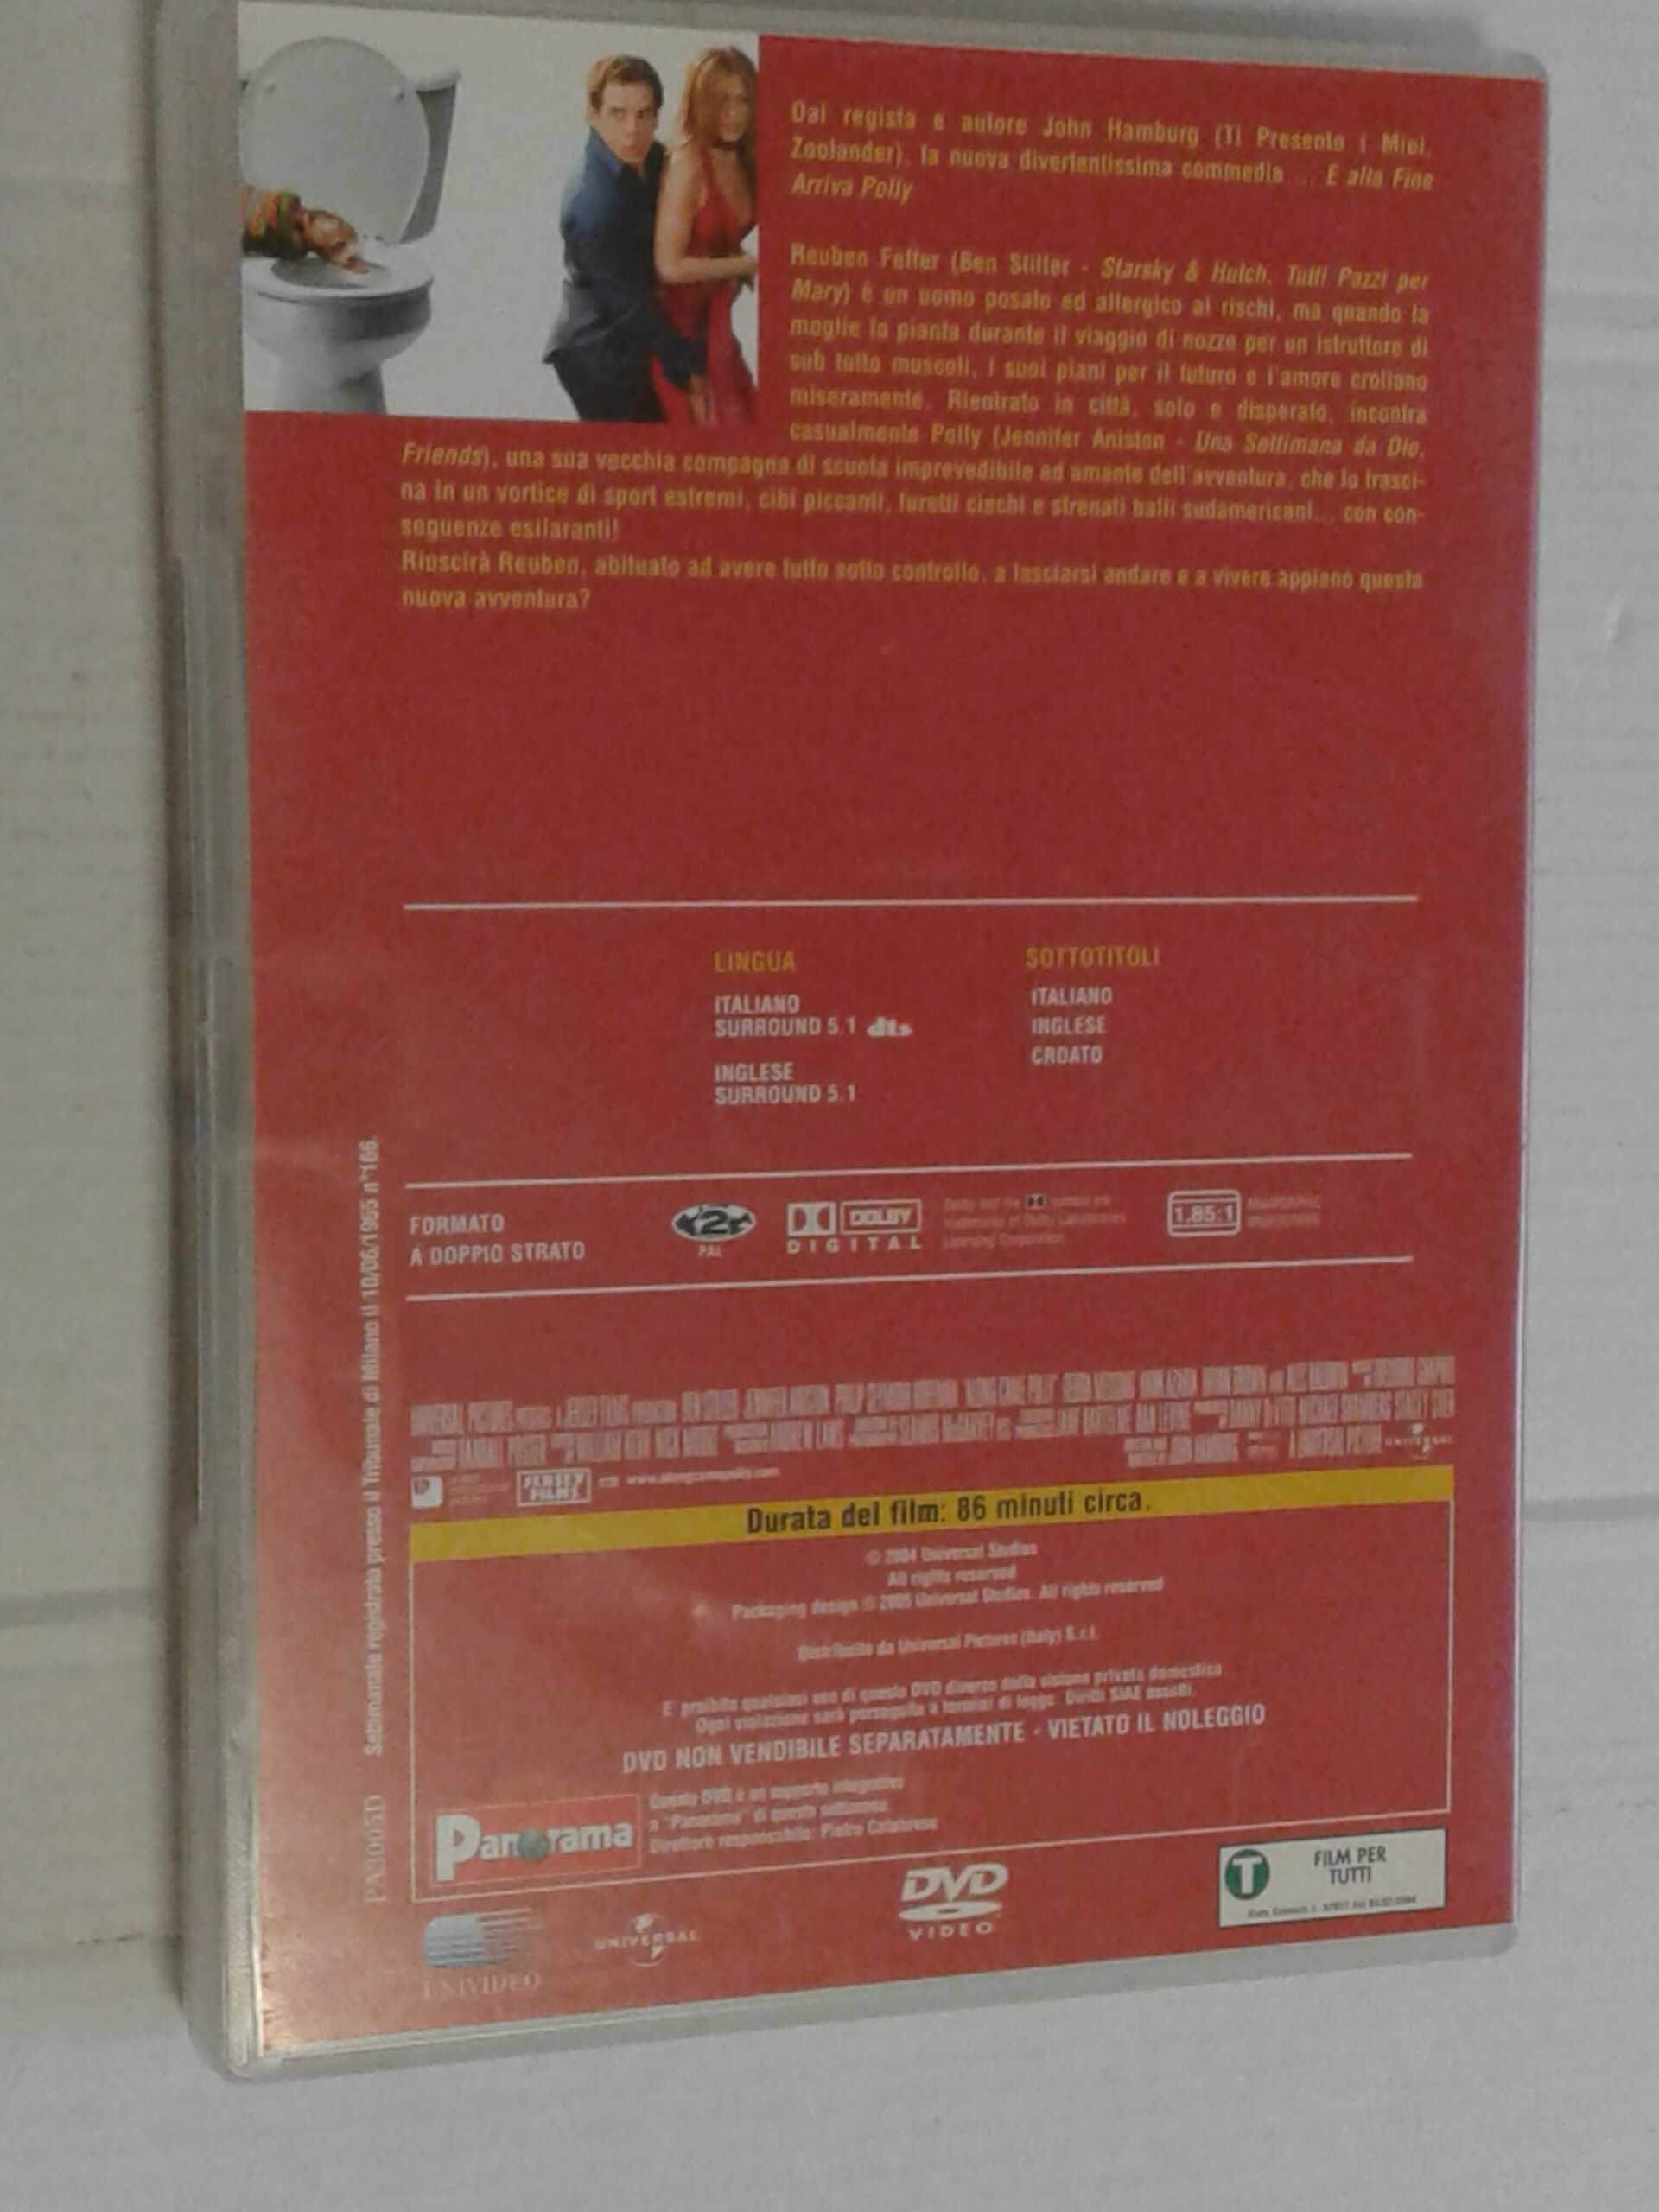 Dal regista e autore John Hamburg (Ti Presento i Miei,
Zoolander), la nuova divertentissima commedia ... E alla Fine
Arriva Polly
Reuben Feffer (Ben Stiller - Starsky & Hutch, Tutti Pazzi per
Mary) è un uomo posato ed allergico ai rischi, ma quando la
moglie lo pianta durante il viaggio di nozze per un istruttore di
sub tutto muscoli, i suoi piani per il futuro e l'amore crollano
miseramente. Rientrato in città, solo e disperato, incontra
casualmente Polly (Jennifer Aniston - Una Settimana da Dio,
Friends), una sua vecchia compagna di scuola imprevedibile ed amante dell'avventura, che lo trasci-
na in un vortice di sport estremi, cibi piccanti, furetti ciechi e sfrenati balli sudamericani... con con-
seguenze esilaranti!
Riuscirà Reuben, abituato ad avere tutto sotto controllo, a lasciarsi andare e a vivere appieno questa
nuova avventura?
LINGUA
ITALIANO
SURROUND 5.1 dts
INGLESE
SURROUND 5.1
SOTTOTITOLI
ITALIANO
INGLESE
CROATO
FORMATO
A DOPPIO STRATO
2
PAL
DOLBY
DIGITAL
1.85:1
JERSEY
FILMS
www.alongcamepolly.com
Durata del film: 86 minuti circa.
© 2004 Universal Studios
All rights reserved
Packaging design © 2005 Universal Studios. All rights reserved
Distribuito da Universal Pictures (Italy) S.r.l.
E' proibito qualsiasi uso di questo DVD diverso dalla visione privata domestica
Ogni violazione sarà perseguita a termini di legge. Diritti SIAE assolti.
DVD NON VENDIBILE SEPARATAMENTE - VIETATO IL NOLEGGIO
Panorama
Questo DVD è un supporto integrativo
a "Panorama" di questa settimana
Direttore responsabile: Pietro Calabrese
PA3005D Settimanale registrato presso il Tribunale di Milano il 10/06/1965 n°166.
UNIVIDEO
UNIVERSAL
DVD
VIDEO
T
FILM PER
TUTTI